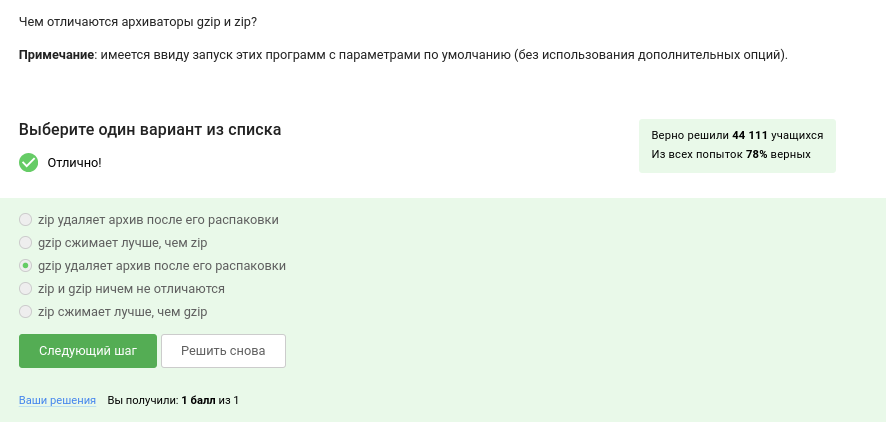 Чем отличаются архиваторы gzip и zip?
Примечание: имеется ввиду запуск этих программ с параметрами по умолчанию (без использования дополнительных опций).
Выберите один вариант из списка
Отлично!
Верно решили 44 111 учащихся
Из всех попыток 78% верных
zip удаляет архив после его распаковки
gzip сжимает лучше, чем zip
gzip удаляет архив после его распаковки
zip и gzip ничем не отличаются
zip сжимает лучше, чем gzip
Следующий шаг
Решить снова
Ваши решения Вы получили: 1 балл из 1